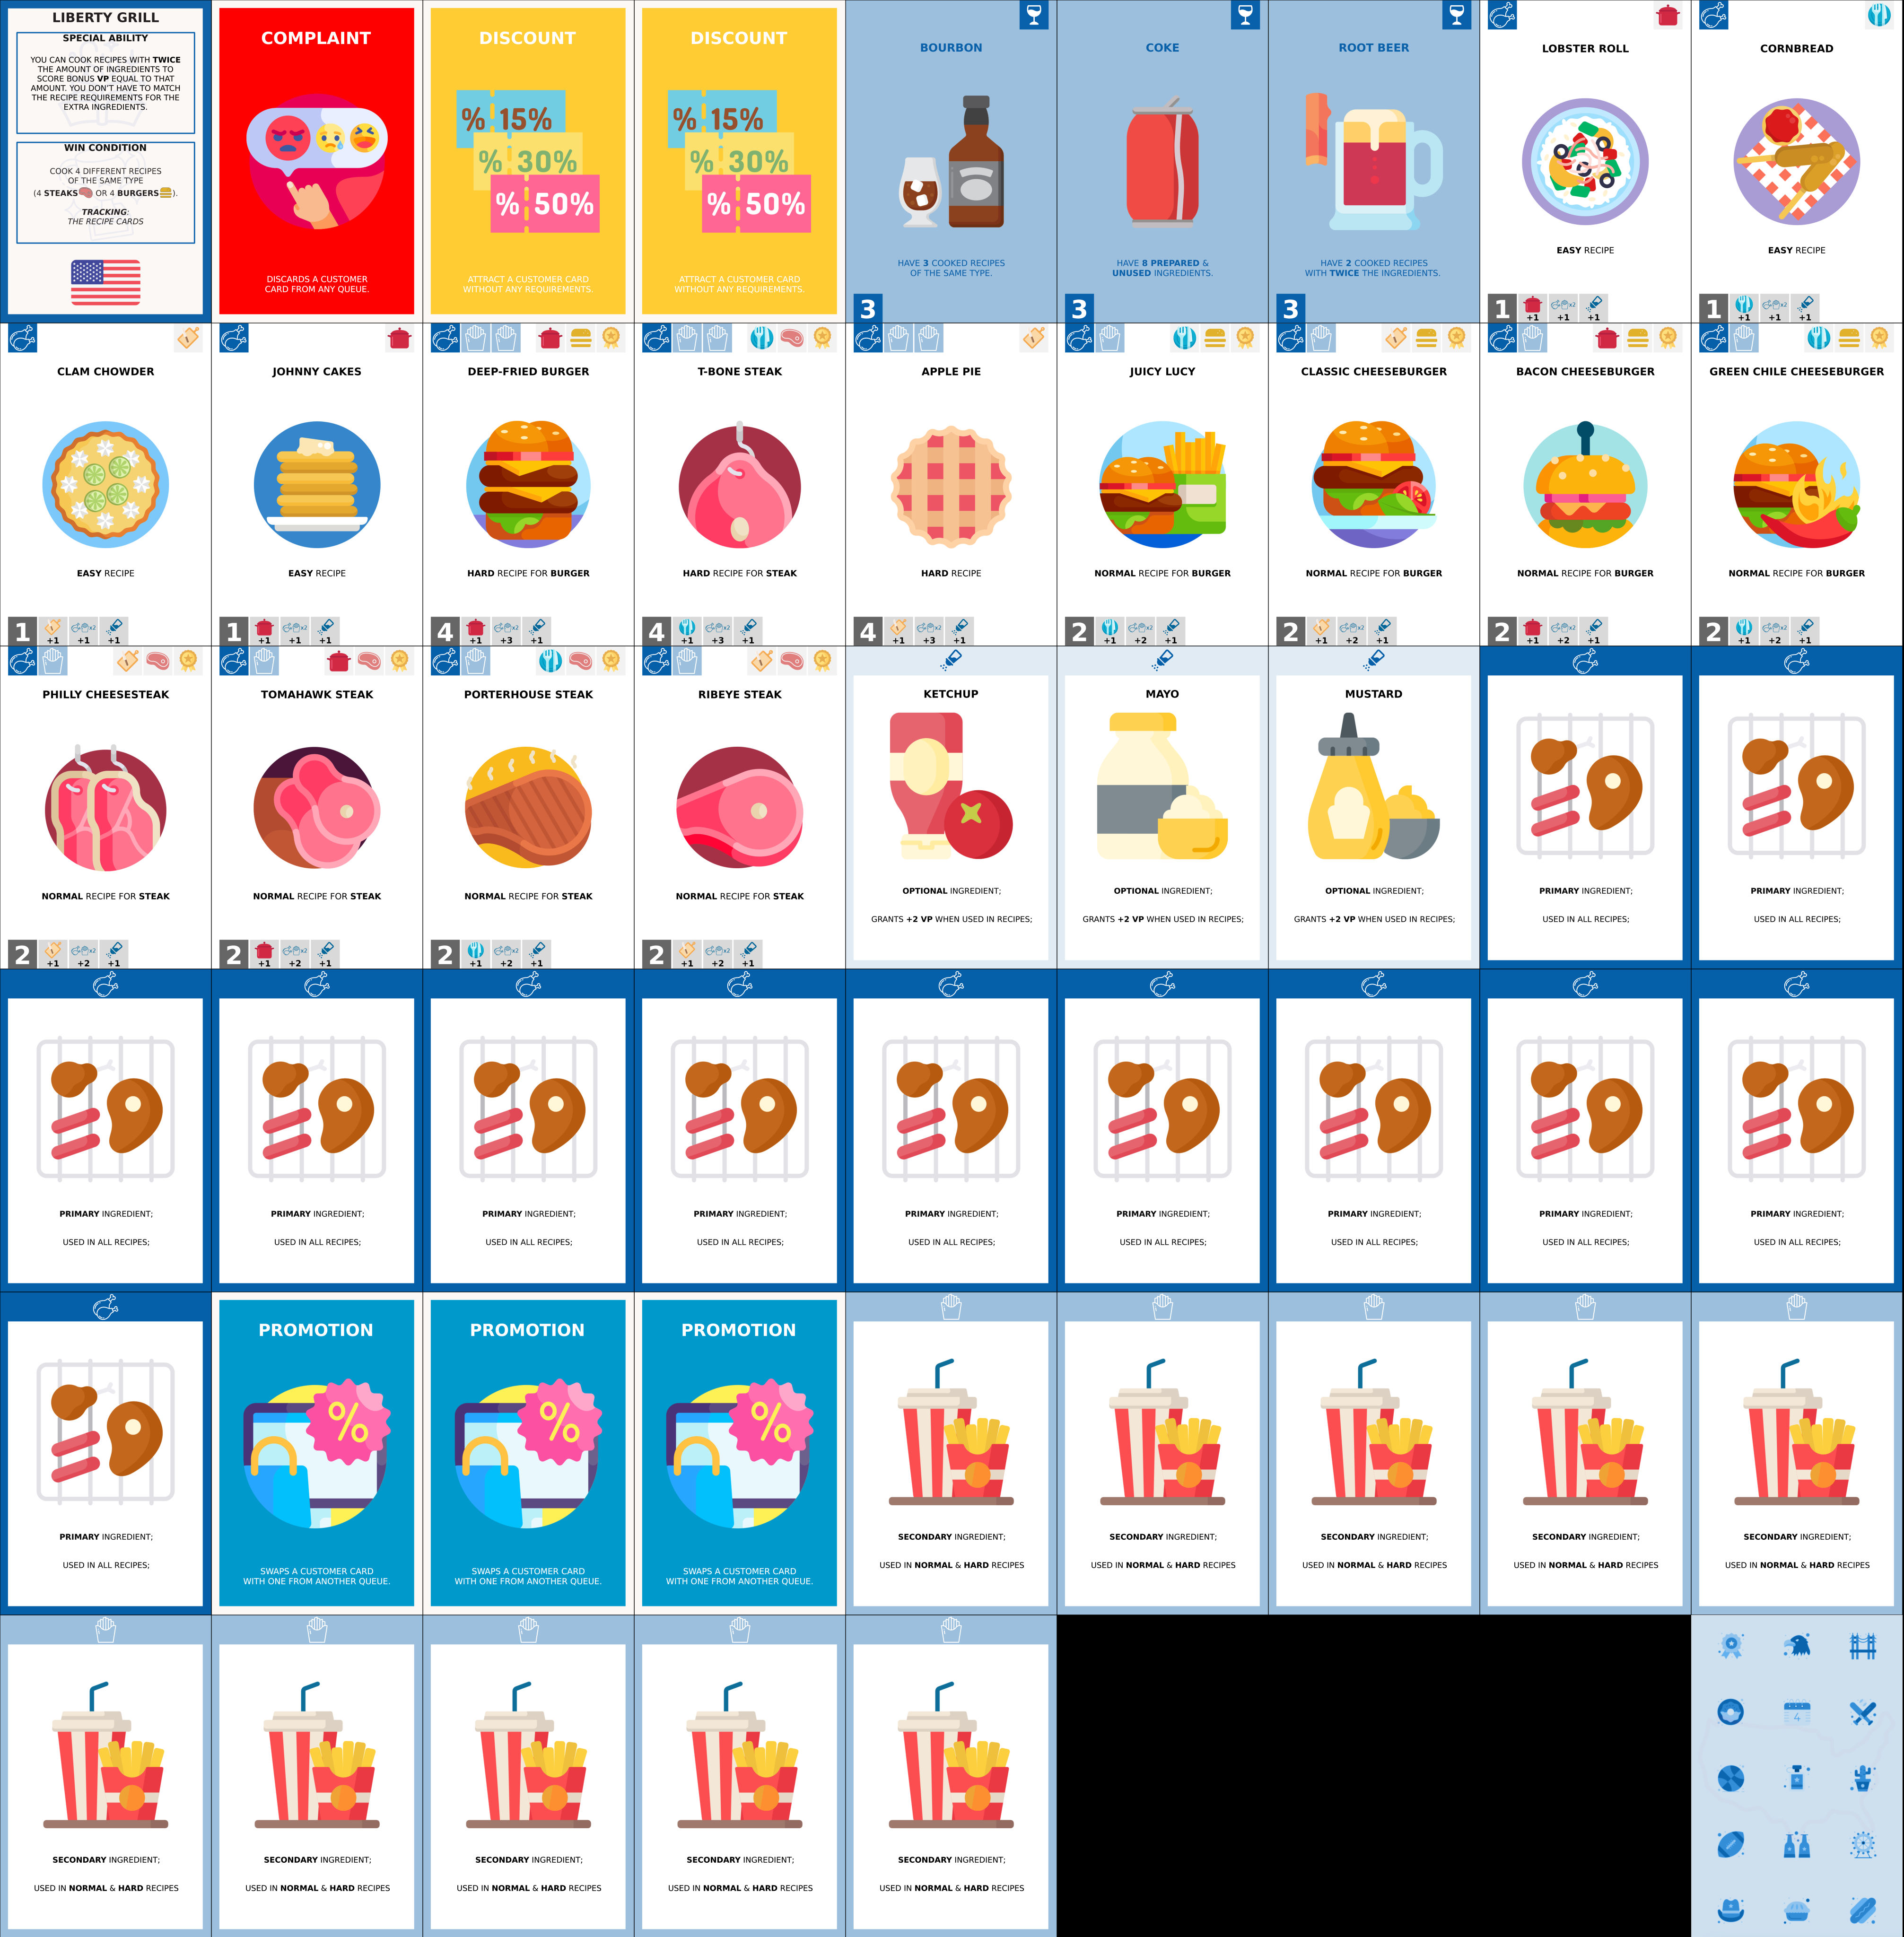 LIBERTY GRILL
SPECIAL ABILITY
YOU CAN COOK RECIPES WITH TWICE
THE AMOUNT OF INGREDIENTS TO
SCORE BONUS VP EQUAL TO THAT
AMOUNT. YOU DON'T HAVE TO MATCH
THE RECIPE REQUIREMENTS FOR THE
EXTRA INGREDIENTS.
WIN CONDITION
COOK 4 DIFFERENT RECIPES
OF THE SAME TYPE
(4 STEAKS OR 4 BURGERS ).
TRACKING:
THE RECIPE CARDS
COMPLAINT
DISCARDS A CUSTOMER
CARD FROM ANY QUEUE.
DISCOUNT
% 15%
% 30%
% 50%
ATTRACT A CUSTOMER CARD
WITHOUT ANY REQUIREMENTS.
DISCOUNT
% 15%
% 30%
% 50%
ATTRACT A CUSTOMER CARD
WITHOUT ANY REQUIREMENTS.
BOURBON
HAVE 3 COOKED RECIPES
OF THE SAME TYPE.
3
COKE
HAVE 8 PREPARED &
UNUSED INGREDIENTS.
3
ROOT BEER
HAVE 2 COOKED RECIPES
WITH TWICE THE INGREDIENTS.
3
LOBSTER ROLL
EASY RECIPE
1 +1 x2 +1 +1
CORNBREAD
EASY RECIPE
1 +1 x2 +1 +1
CLAM CHOWDER
EASY RECIPE
1 +1 x2 +1 +1
JOHNNY CAKES
EASY RECIPE
1 +1 x2 +1 +1
DEEP-FRIED BURGER
HARD RECIPE FOR BURGER
4 +1 x2 +3 +1
T-BONE STEAK
HARD RECIPE FOR STEAK
4 +1 x2 +3 +1
APPLE PIE
HARD RECIPE
4 +1 x2 +3 +1
JUICY LUCY
NORMAL RECIPE FOR BURGER
2 +1 x2 +2 +1
CLASSIC CHEESEBURGER
NORMAL RECIPE FOR BURGER
2 +1 x2 +2 +1
BACON CHEESEBURGER
NORMAL RECIPE FOR BURGER
2 +1 x2 +2 +1
GREEN CHILE CHEESEBURGER
NORMAL RECIPE FOR BURGER
2 +1 x2 +2 +1
PHILLY CHEESESTEAK
NORMAL RECIPE FOR STEAK
2 +1 x2 +2 +1
TOMAHAWK STEAK
NORMAL RECIPE FOR STEAK
2 +1 x2 +2 +1
PORTERHOUSE STEAK
NORMAL RECIPE FOR STEAK
2 +1 x2 +2 +1
RIBEYE STEAK
NORMAL RECIPE FOR STEAK
2 +1 x2 +2 +1
KETCHUP
OPTIONAL INGREDIENT;
GRANTS +2 VP WHEN USED IN RECIPES;
MAYO
OPTIONAL INGREDIENT;
GRANTS +2 VP WHEN USED IN RECIPES;
MUSTARD
OPTIONAL INGREDIENT;
GRANTS +2 VP WHEN USED IN RECIPES;
PRIMARY INGREDIENT;
USED IN ALL RECIPES;
PRIMARY INGREDIENT;
USED IN ALL RECIPES;
PRIMARY INGREDIENT;
USED IN ALL RECIPES;
PRIMARY INGREDIENT;
USED IN ALL RECIPES;
PRIMARY INGREDIENT;
USED IN ALL RECIPES;
PRIMARY INGREDIENT;
USED IN ALL RECIPES;
PRIMARY INGREDIENT;
USED IN ALL RECIPES;
PRIMARY INGREDIENT;
USED IN ALL RECIPES;
PRIMARY INGREDIENT;
USED IN ALL RECIPES;
PRIMARY INGREDIENT;
USED IN ALL RECIPES;
PRIMARY INGREDIENT;
USED IN ALL RECIPES;
PRIMARY INGREDIENT;
USED IN ALL RECIPES;
PROMOTION
%
SWAPS A CUSTOMER CARD
WITH ONE FROM ANOTHER QUEUE.
PROMOTION
%
SWAPS A CUSTOMER CARD
WITH ONE FROM ANOTHER QUEUE.
PROMOTION
%
SWAPS A CUSTOMER CARD
WITH ONE FROM ANOTHER QUEUE.
SECONDARY INGREDIENT;
USED IN NORMAL & HARD RECIPES
SECONDARY INGREDIENT;
USED IN NORMAL & HARD RECIPES
SECONDARY INGREDIENT;
USED IN NORMAL & HARD RECIPES
SECONDARY INGREDIENT;
USED IN NORMAL & HARD RECIPES
SECONDARY INGREDIENT;
USED IN NORMAL & HARD RECIPES
SECONDARY INGREDIENT;
USED IN NORMAL & HARD RECIPES
SECONDARY INGREDIENT;
USED IN NORMAL & HARD RECIPES
SECONDARY INGREDIENT;
USED IN NORMAL & HARD RECIPES
SECONDARY INGREDIENT;
USED IN NORMAL & HARD RECIPES
SECONDARY INGREDIENT;
USED IN NORMAL & HARD RECIPES
4